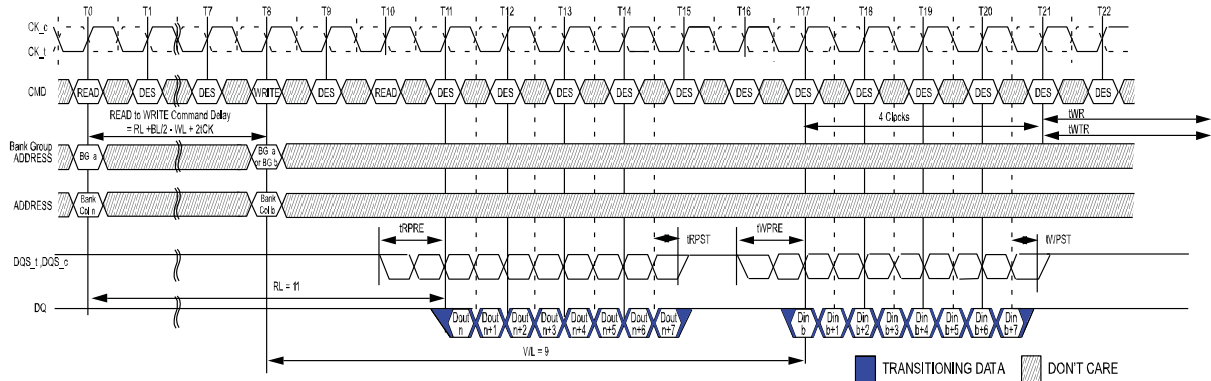 T0 T1 T7 T8 T9 T10 T11 T12 T13 T14 T15 T16 T17 T18 T19 T20 T21 T22
CK_c
CK_t
CMD READ DES DES WRITE DES READ DES DES DES DES DES DES DES DES DES DES DES DES
READ to WRITE Command Delay
= RL +BL/2 - WL + 2tCK
4 Clocks
tWR
tWTR
Bank Group
ADDRESS
BG a
BG a
or BG b
ADDRESS
Bank
Col n
Bank
Col b
tRPRE tRPST tWPRE tWPST
DQS_t ,DQS_c
RL = 11
DQ
Dout
n
Dout
n+1
Dout
n+2
Dout
n+3
Dout
n+4
Dout
n+5
Dout
n+6
Dout
n+7
Din
b
Din
b+1
Din
b+2
Din
b+3
Din
b+4
Din
b+5
Din
b+6
Din
b+7
WL = 9
TRANSITIONING DATA DON'T CARE